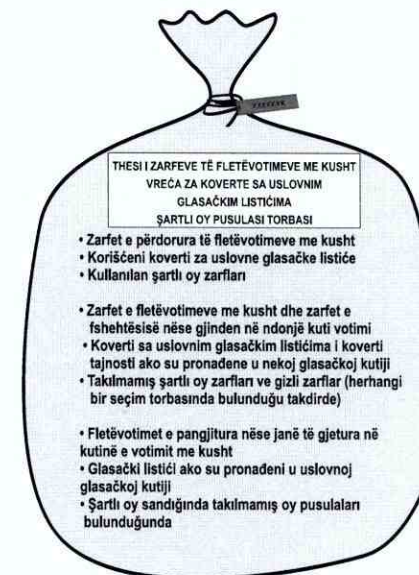 THESI I ZARFEVE TË FLETËVOTIMEVE ME KUSHT
VREĆA ZA KOVERTE SA USLOVNIM
GLASAČKIM LISTIĆIMA
ŞARTLI OY PUSULASI TORBASI
• Zarfet e përdorura të fletëvotimeve me kusht
• Korišćeni koverti za uslovne glasačke listiće
• Kullanılan şartlı oy zarfları
• Zarfet e fletëvotimeve me kusht dhe zarfet e
fshehtësisë nëse gjinden në ndonjë kuti votimi
• Koverti sa uslovnim glasačkim listićima i koverti
tajnosti ako su pronađene u nekoj glasačkoj kutiji
• Takılmamış şartlı oy zarfları ve gizli zarflar (herhangi
bir seçim torbasında bulunduğu takdirde)
• Fletëvotimet e pangjitura nëse janë të gjetura në
kutinë e votimit me kusht
• Glasački listići ako su pronađeni u uslovnoj
glasačkoj kutiji
• Şartlı oy sandığında takılmamış oy pusulaları
bulunduğunda